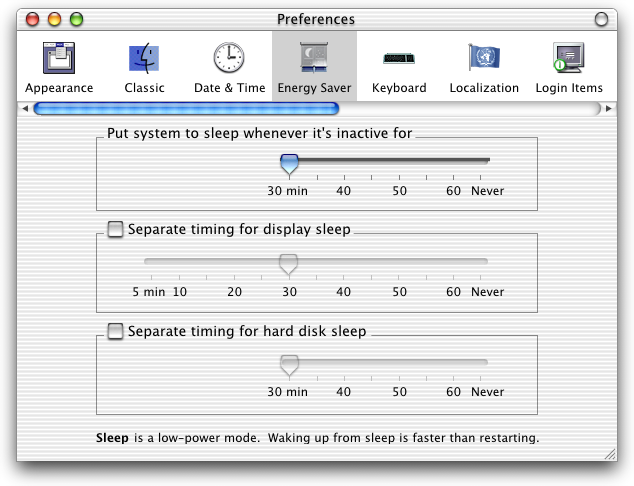 Preferences
Appearance Classic Date & Time Energy Saver Keyboard Localization Login Items
Put system to sleep whenever it's inactive for
30 min 40 50 60 Never
Separate timing for display sleep
5 min 10 20 30 40 50 60 Never
Separate timing for hard disk sleep
30 min 40 50 60 Never
Sleep is a low-power mode. Waking up from sleep is faster than restarting.